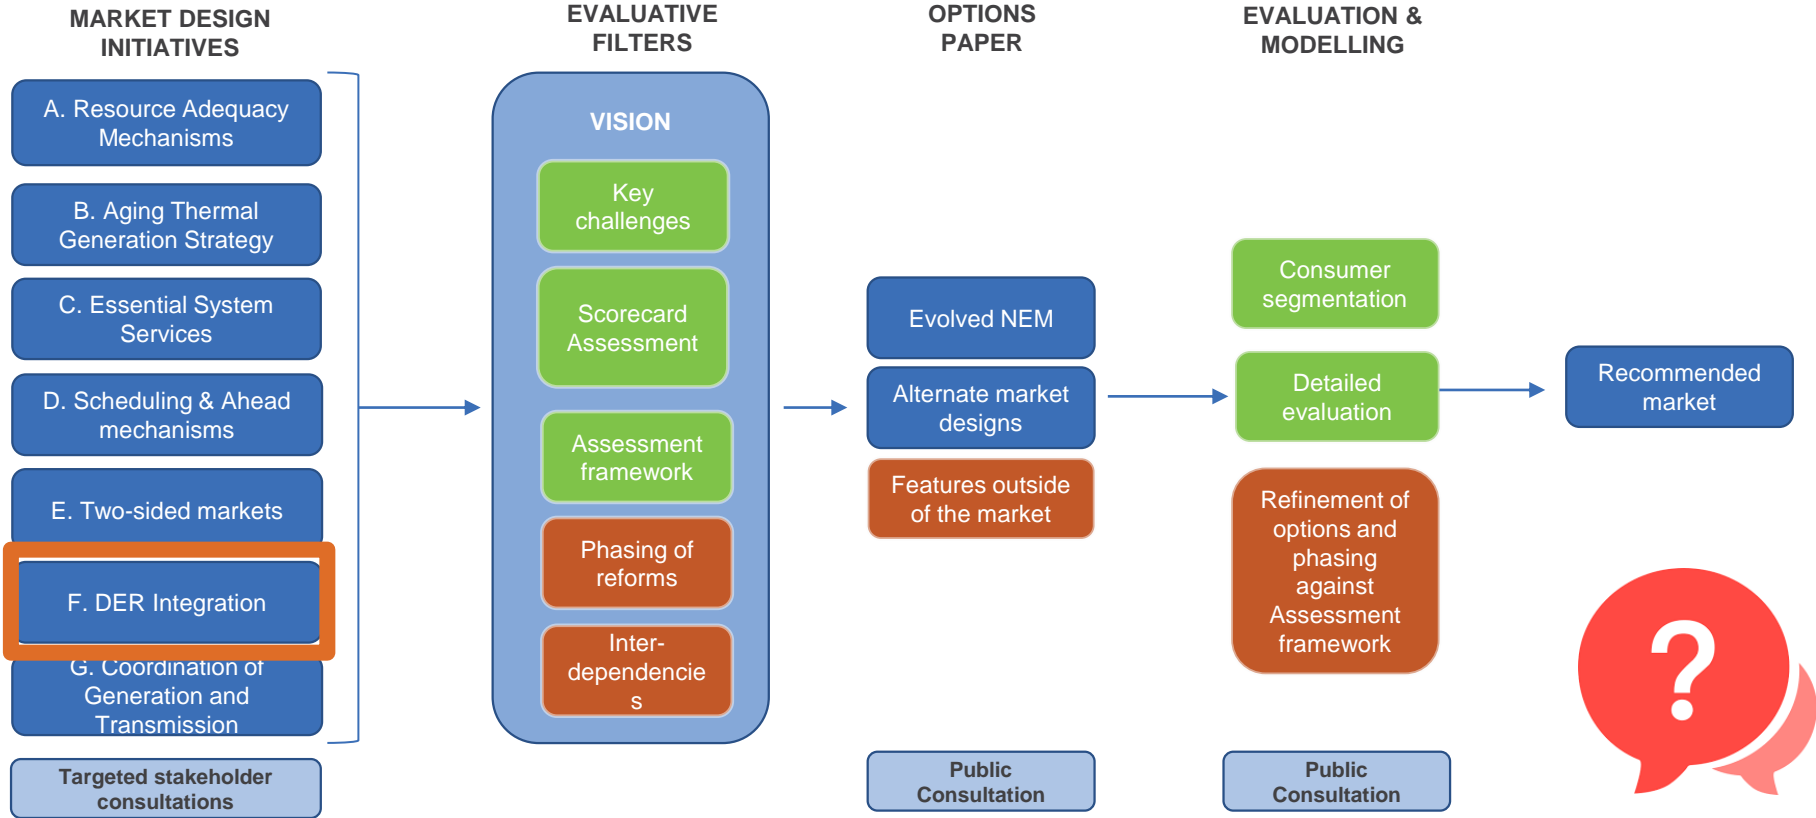 MARKET DESIGN
INITIATIVES
A. Resource Adequacy
Mechanisms
B. Aging Thermal
Generation Strategy
C. Essential System
Services
D. Scheduling & Ahead
mechanisms
E. Two-sided markets
F. DER Integration
G. Coordination of
Generation and
Transmission
Targeted stakeholder
consultations
EVALUATIVE
FILTERS
VISION
Key
challenges
Scorecard
Assessment
Assessment
framework
Phasing of
reforms
Inter-
dependencie
s
OPTIONS
PAPER
Evolved NEM
Alternate market
designs
Features outside
of the market
Public
Consultation
EVALUATION &
MODELLING
Consumer
segmentation
Detailed
evaluation
Refinement of
options and
phasing
against
Assessment
framework
Public
Consultation
Recommended
market
?